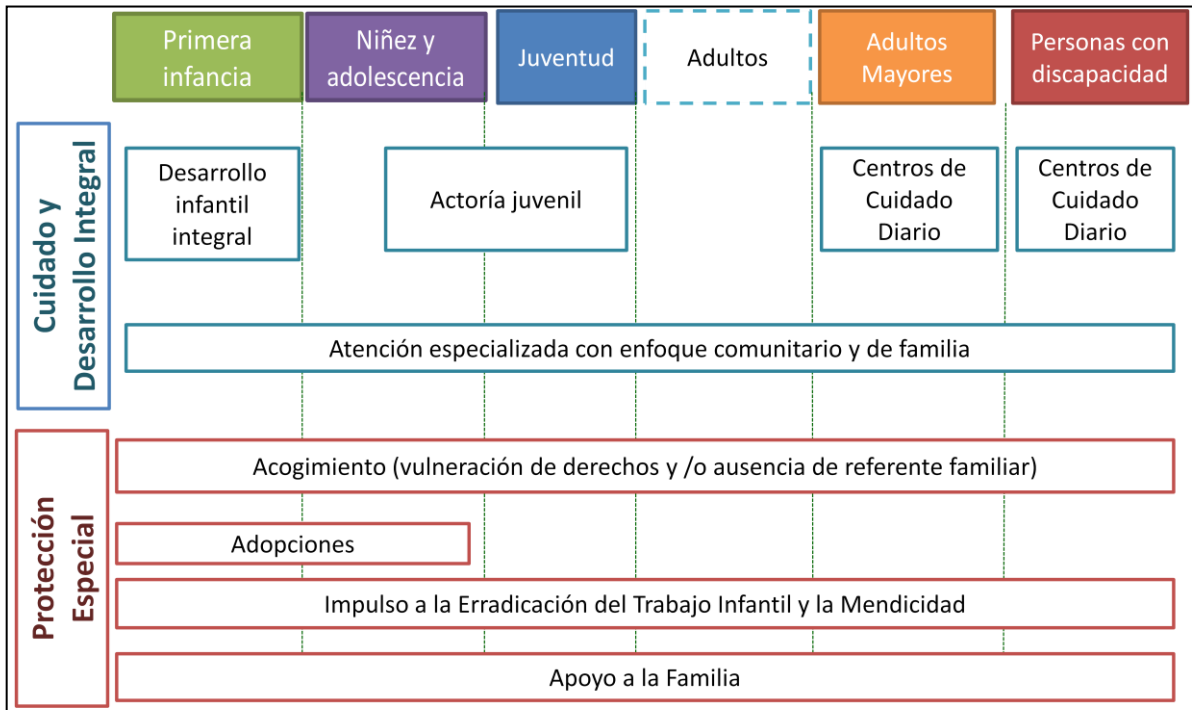 Primera
infancia
Niñez y
adolescencia
Juventud
Adultos
Adultos
Mayores
Personas con
discapacidad
Cuidado y
Desarrollo Integral
Desarrollo
infantil
integral
Actoría juvenil
Centros de
Cuidado
Diario
Centros de
Cuidado
Diario
Atención especializada con enfoque comunitario y de familia
Protección
Especial
Acogimiento (vulneración de derechos y /o ausencia de referente familiar)
Adopciones
Impulso a la Erradicación del Trabajo Infantil y la Mendicidad
Apoyo a la Familia